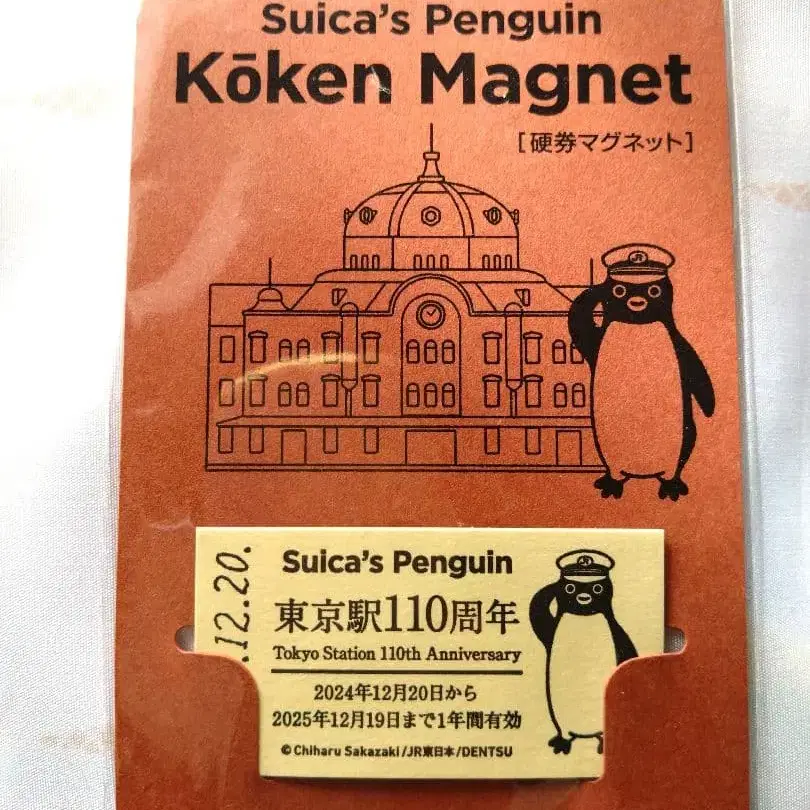 Suica's Penguin
Kōken Magnet
[硬券マグネット]
JR
.12.20.
Suica's Penguin
JR
東京駅110周年
Tokyo Station 110th Anniversary
2024年12月20日から
2025年12月19日まで1年間有効
©Chiharu Sakazaki/JR東日本/DENTSU